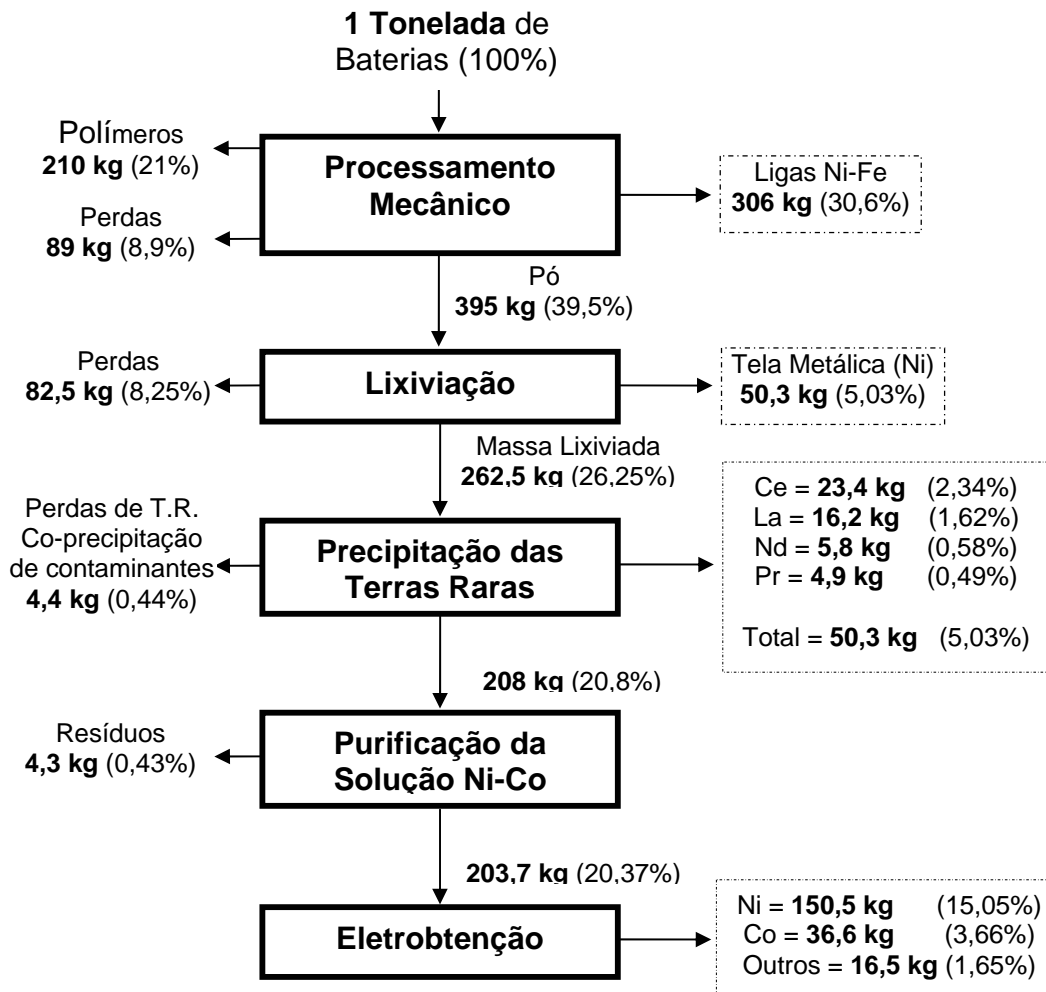 1 Tonelada de
Baterias (100%)
Polímeros
210 kg (21%)
Perdas
89 kg (8,9%)
Processamento
Mecânico
Ligas Ni-Fe
306 kg (30,6%)
Pó
395 kg (39,5%)
Perdas
82,5 kg (8,25%)
Lixiviação
Tela Metálica (Ni)
50,3 kg (5,03%)
Massa Lixiviada
262,5 kg (26,25%)
Perdas de T.R.
Co-precipitação
de contaminantes
4,4 kg (0,44%)
Precipitação das
Terras Raras
Ce = 23,4 kg (2,34%)
La = 16,2 kg (1,62%)
Nd = 5,8 kg (0,58%)
Pr = 4,9 kg (0,49%)
Total = 50,3 kg (5,03%)
208 kg (20,8%)
Resíduos
4,3 kg (0,43%)
Purificação da
Solução Ni-Co
203,7 kg (20,37%)
Eletrobtenção
Ni = 150,5 kg (15,05%)
Co = 36,6 kg (3,66%)
Outros = 16,5 kg (1,65%)